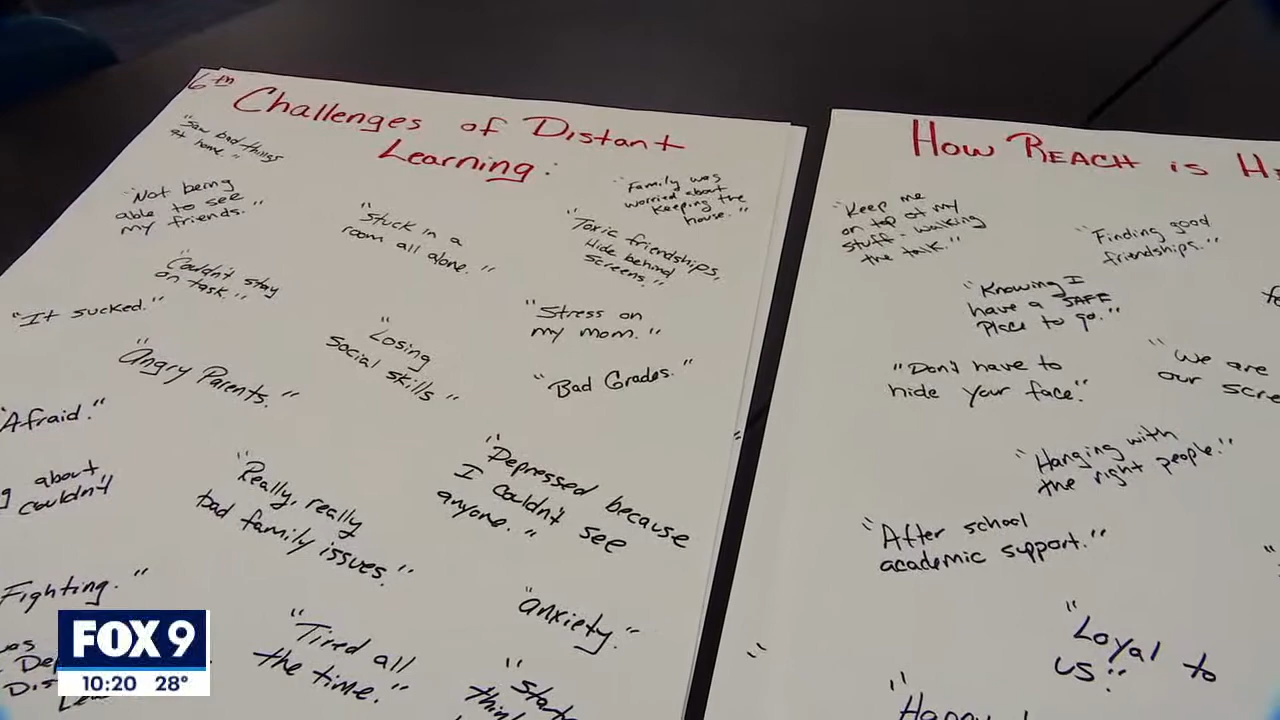 6th Challenges of Distant
Learning:
"Saw bad things
at home."
"Not being
able to see
my friends."
"Stuck in a
room all alone."
"Family was
worried about
keeping the
house."
"Toxic friendships,
Hide behind
screens."
"Couldn't stay
on task."
"It sucked."
"Losing
social skills"
"Stress on
my mom."
"Angry Parents."
"Bad Grades."
"Afraid."
about
couldn't
"Really, really
bad family issues."
"Depressed because
I couldn't see
anyone."
Fighting."
"anxiety."
"Tired all
the time."
"Start
think
How REACH is H
"Keep me
on top of my
stuff - walking
the talk."
"Finding good
friendships."
"Knowing I
have a SAFE
Place to go."
"Don't have to
hide your face."
"We are
our scre
"Hanging with
the right people."
"After school
academic support."
"Loyal to
us."
FOX 9
10:20 28°